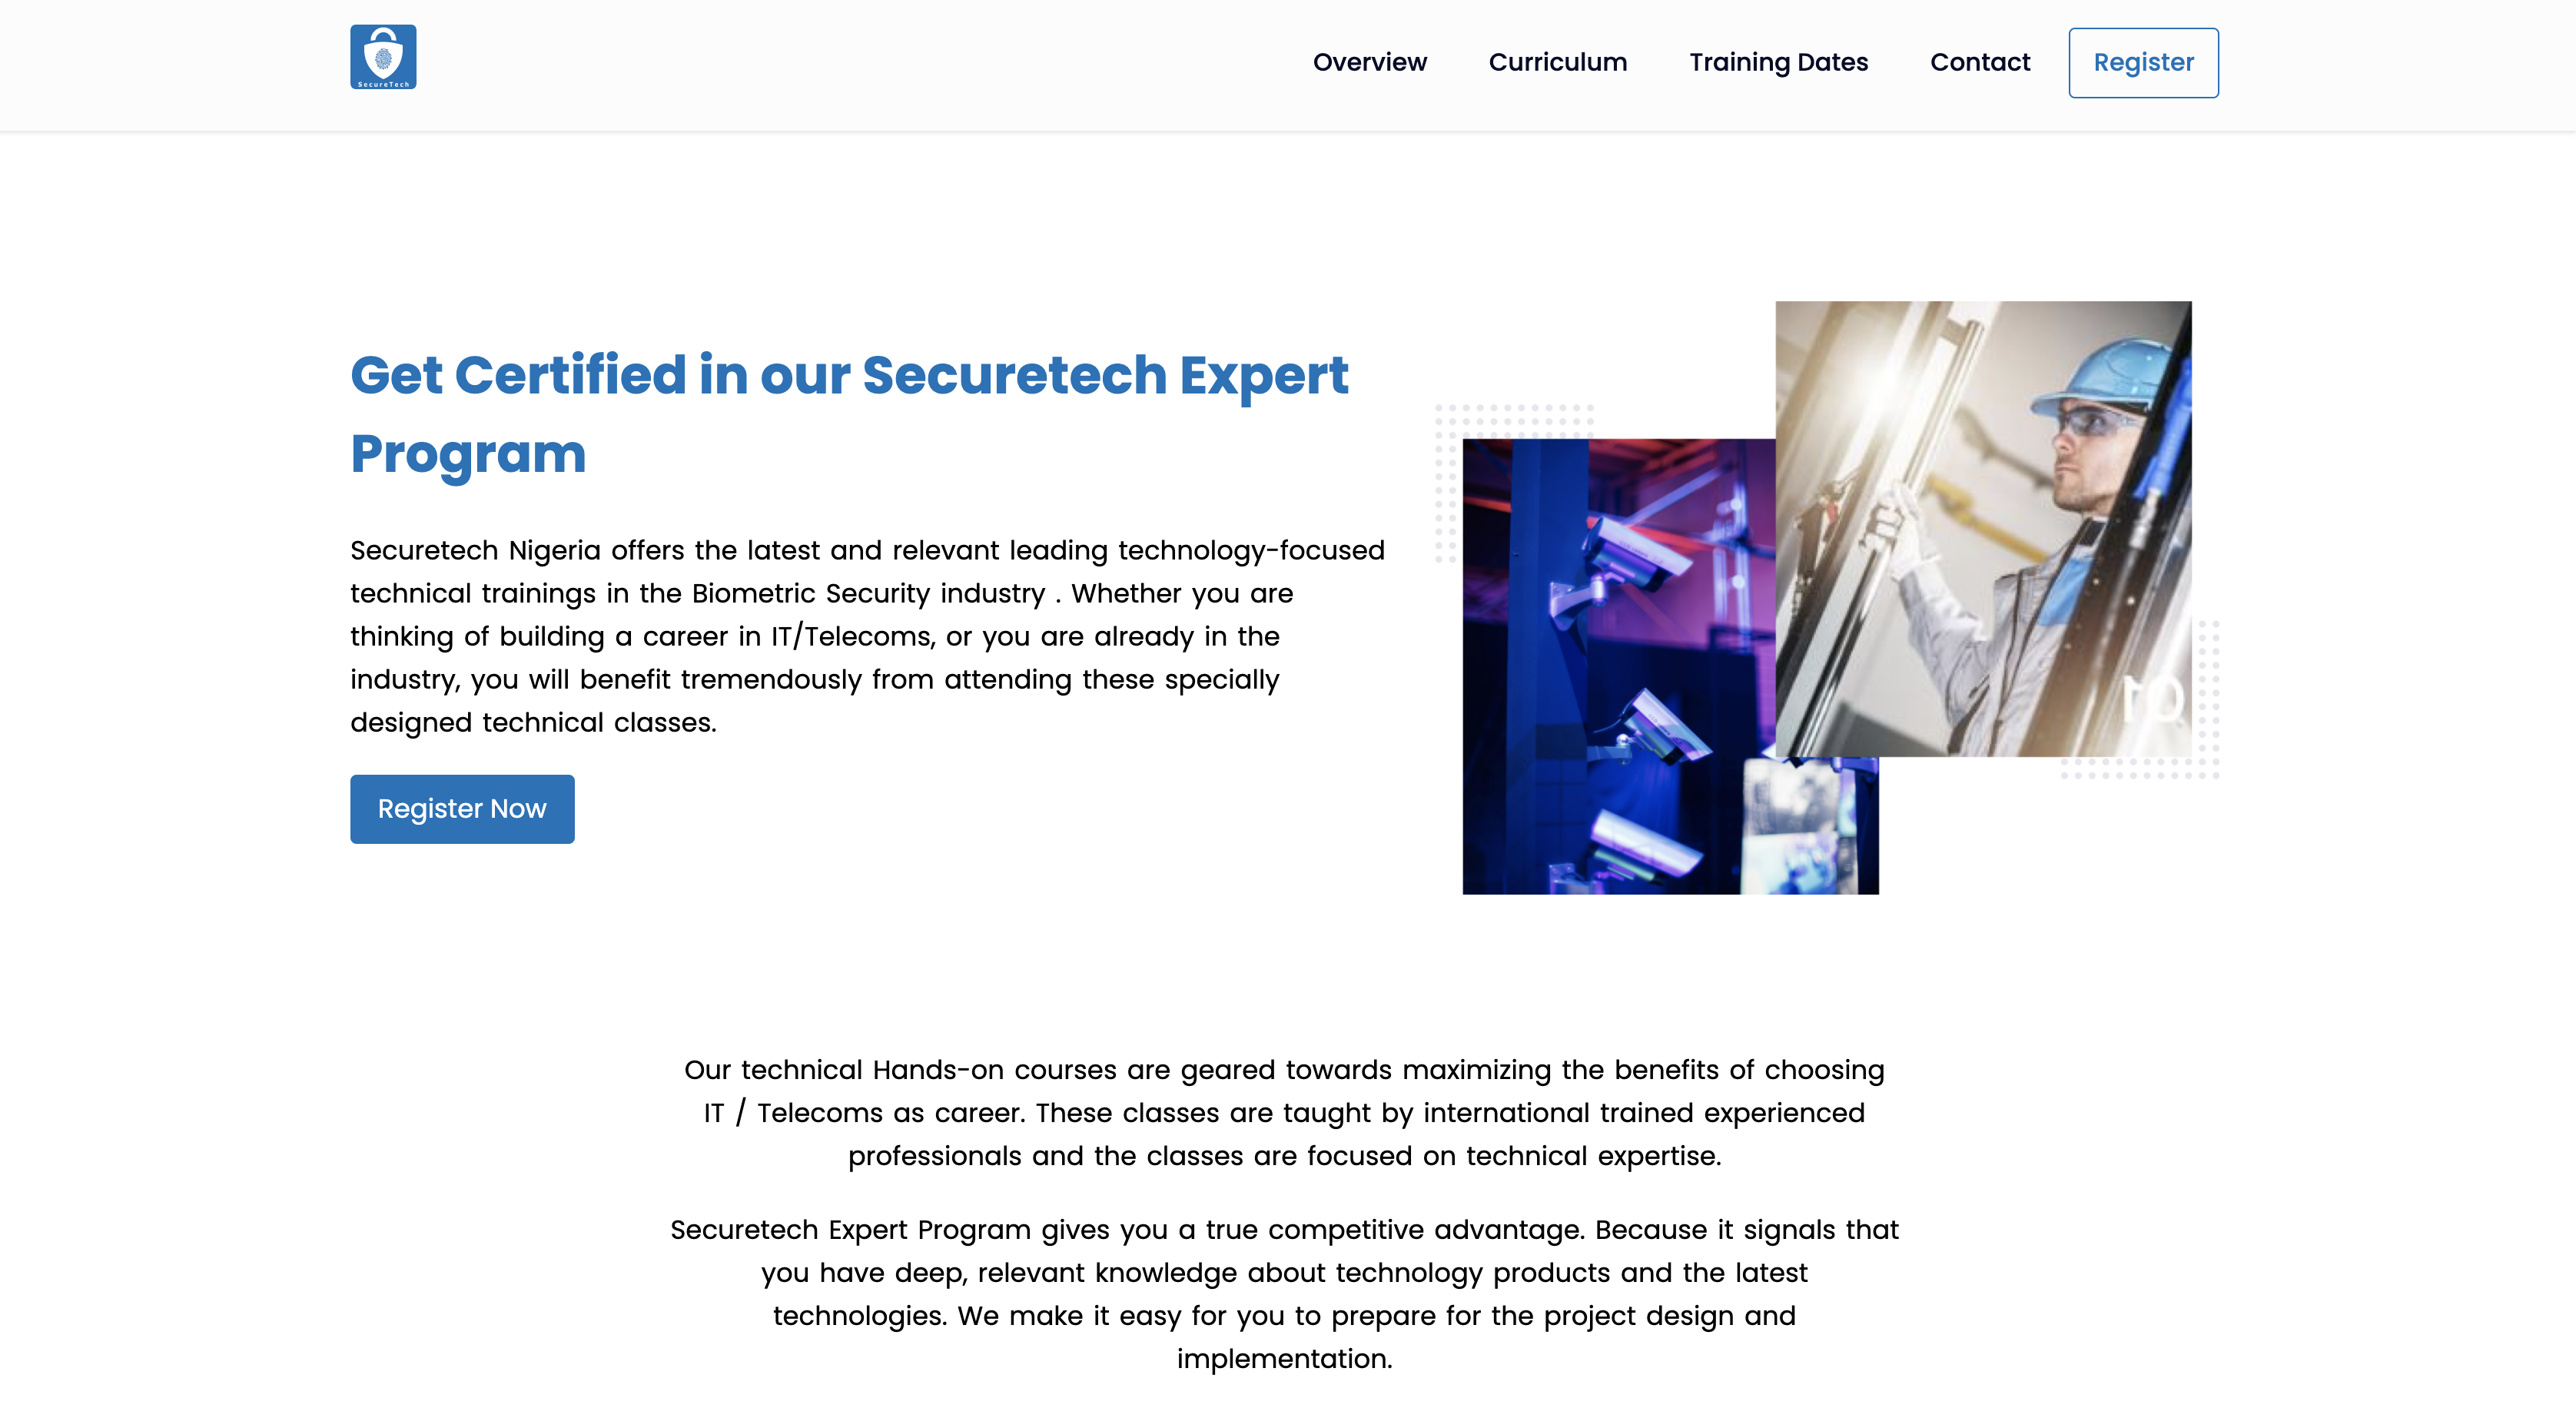 SecureTech
Overview
Curriculum
Training Dates
Contact
Register
Get Certified in our Securetech Expert
Program
Securetech Nigeria offers the latest and relevant leading technology-focused
technical trainings in the Biometric Security industry . Whether you are
thinking of building a career in IT/Telecoms, or you are already in the
industry, you will benefit tremendously from attending these specially
designed technical classes.
Register Now
Our technical Hands-on courses are geared towards maximizing the benefits of choosing
IT / Telecoms as career. These classes are taught by international trained experienced
professionals and the classes are focused on technical expertise.
Securetech Expert Program gives you a true competitive advantage. Because it signals that
you have deep, relevant knowledge about technology products and the latest
technologies. We make it easy for you to prepare for the project design and
implementation.